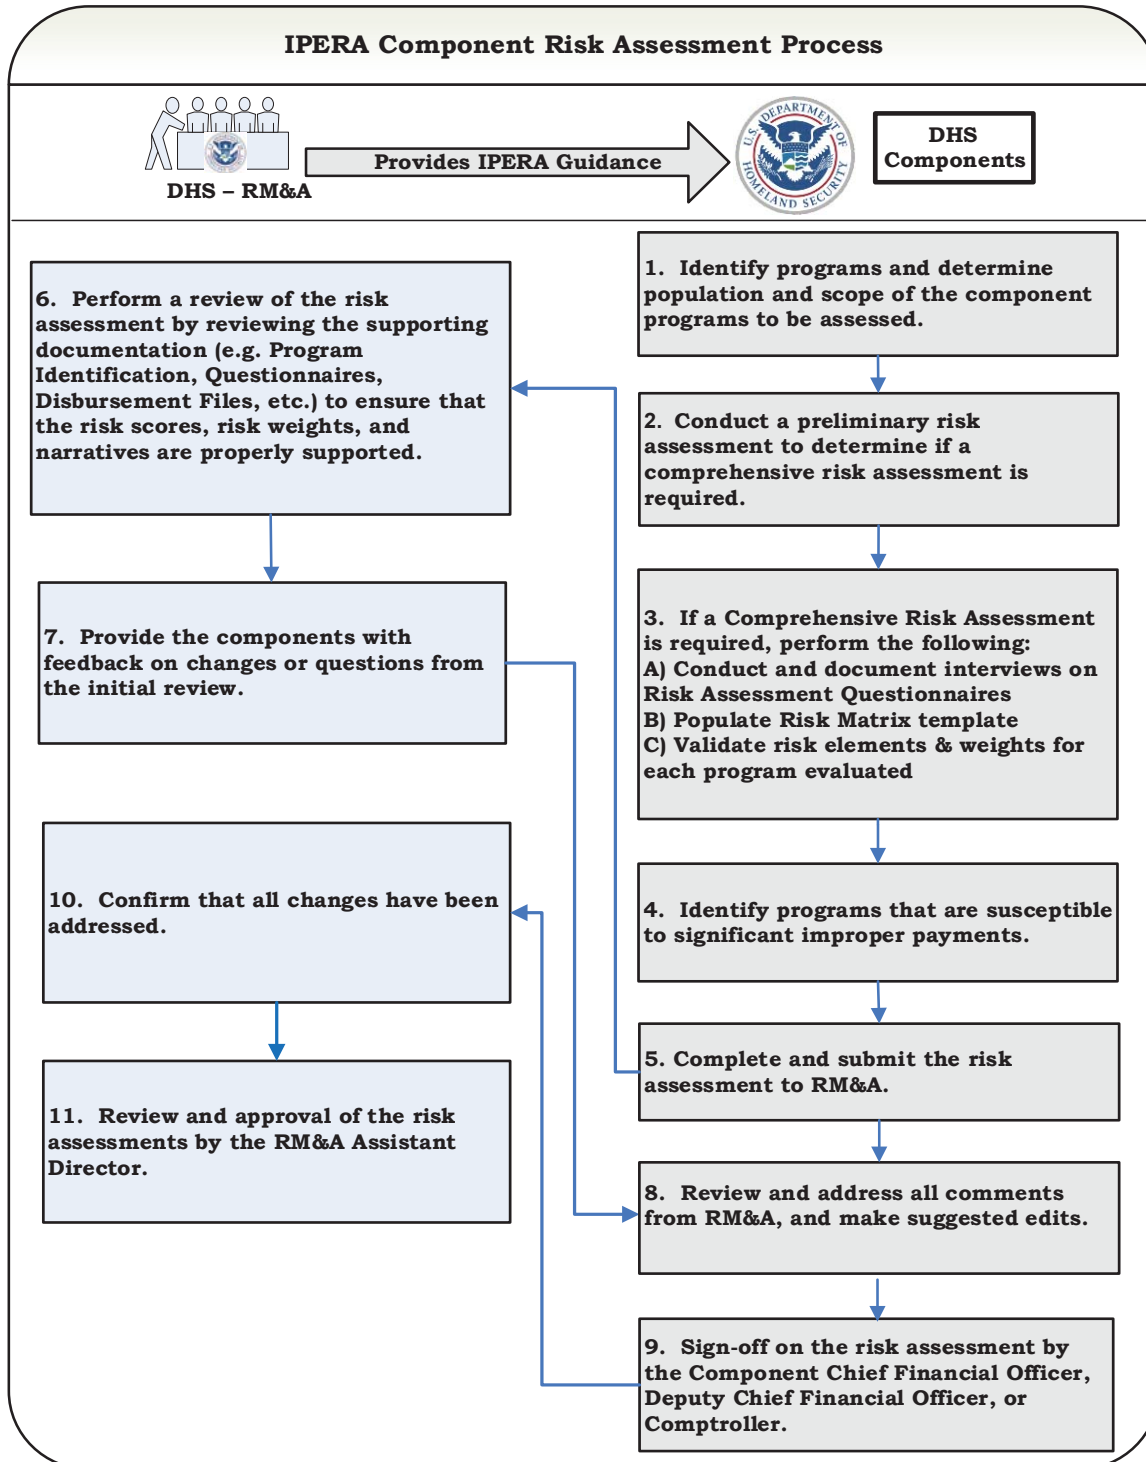 IPERA Component Risk Assessment Process
DHS – RM&A
Provides IPERA Guidance
U.S. DEPARTMENT OF
HOMELAND SECURITY
DHS
Components
1. Identify programs and determine
population and scope of the component
programs to be assessed.
2. Conduct a preliminary risk
assessment to determine if a
comprehensive risk assessment is
required.
3. If a Comprehensive Risk Assessment
is required, perform the following:
A) Conduct and document interviews on
Risk Assessment Questionnaires
B) Populate Risk Matrix template
C) Validate risk elements & weights for
each program evaluated
4. Identify programs that are susceptible
to significant improper payments.
5. Complete and submit the risk
assessment to RM&A.
6. Perform a review of the risk
assessment by reviewing the supporting
documentation (e.g. Program
Identification, Questionnaires,
Disbursement Files, etc.) to ensure that
the risk scores, risk weights, and
narratives are properly supported.
7. Provide the components with
feedback on changes or questions from
the initial review.
8. Review and address all comments
from RM&A, and make suggested edits.
9. Sign-off on the risk assessment by
the Component Chief Financial Officer,
Deputy Chief Financial Officer, or
Comptroller.
10. Confirm that all changes have been
addressed.
11. Review and approval of the risk
assessments by the RM&A Assistant
Director.